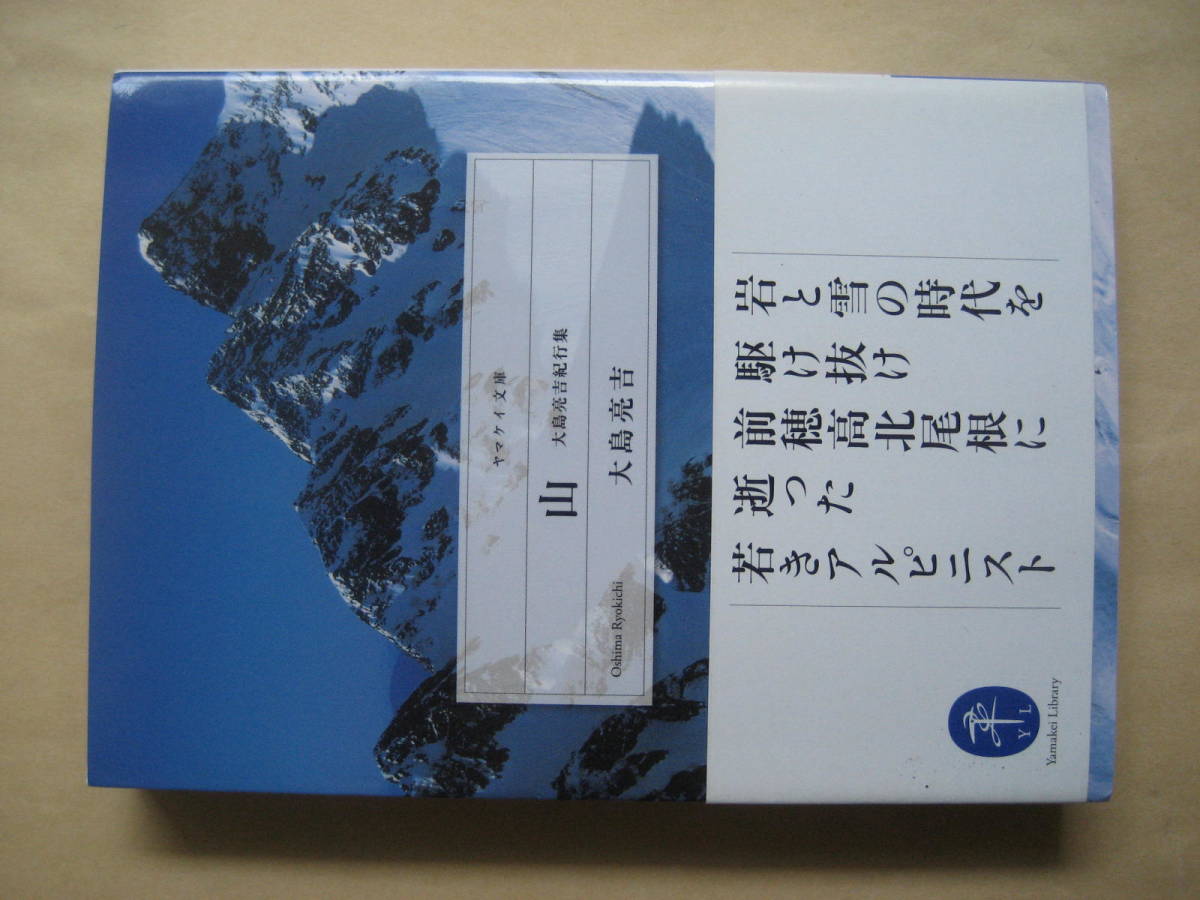 ヤマケイ文庫
山
大島亮吉紀行集
大島亮吉
Oshima Ryokichi
岩と雪の時代を
駆け抜け
前穂高北尾根に
逝った
若きアルピニスト
Y L
Yamakei Library